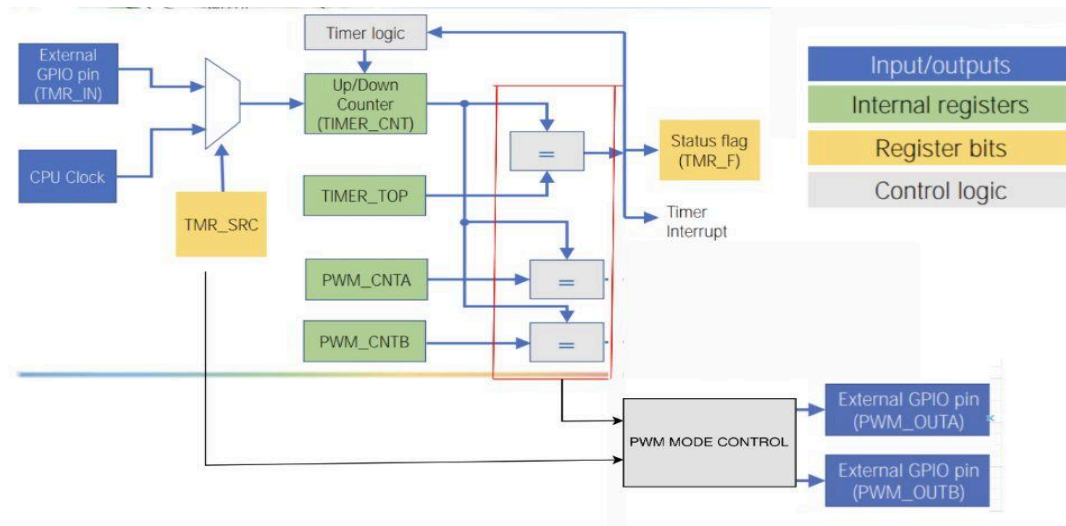 External
GPIO pin
(TMR_IN)
CPU Clock
TMR_SRC
Timer logic
Up/Down
Counter
(TIMER_CNT)
TIMER_TOP
PWM_CNTA
PWM_CNTB
=
=
=
Status flag
(TMR_F)
Timer
Interrupt
Input/outputs
Internal registers
Register bits
Control logic
PWM MODE CONTROL
External GPIO pin
(PWM_OUTA)
External GPIO pin
(PWM_OUTB)